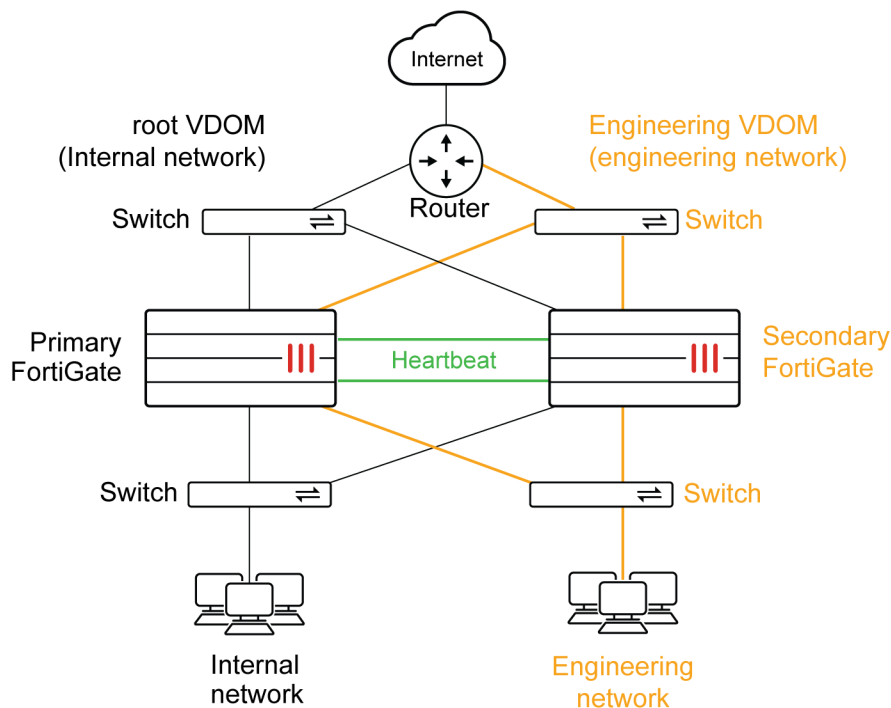 Internet
root VDOM
(Internal network)
Engineering VDOM
(engineering network)
Router
Switch
Switch
Primary
FortiGate
Heartbeat
Secondary
FortiGate
Switch
Switch
Internal
network
Engineering
network